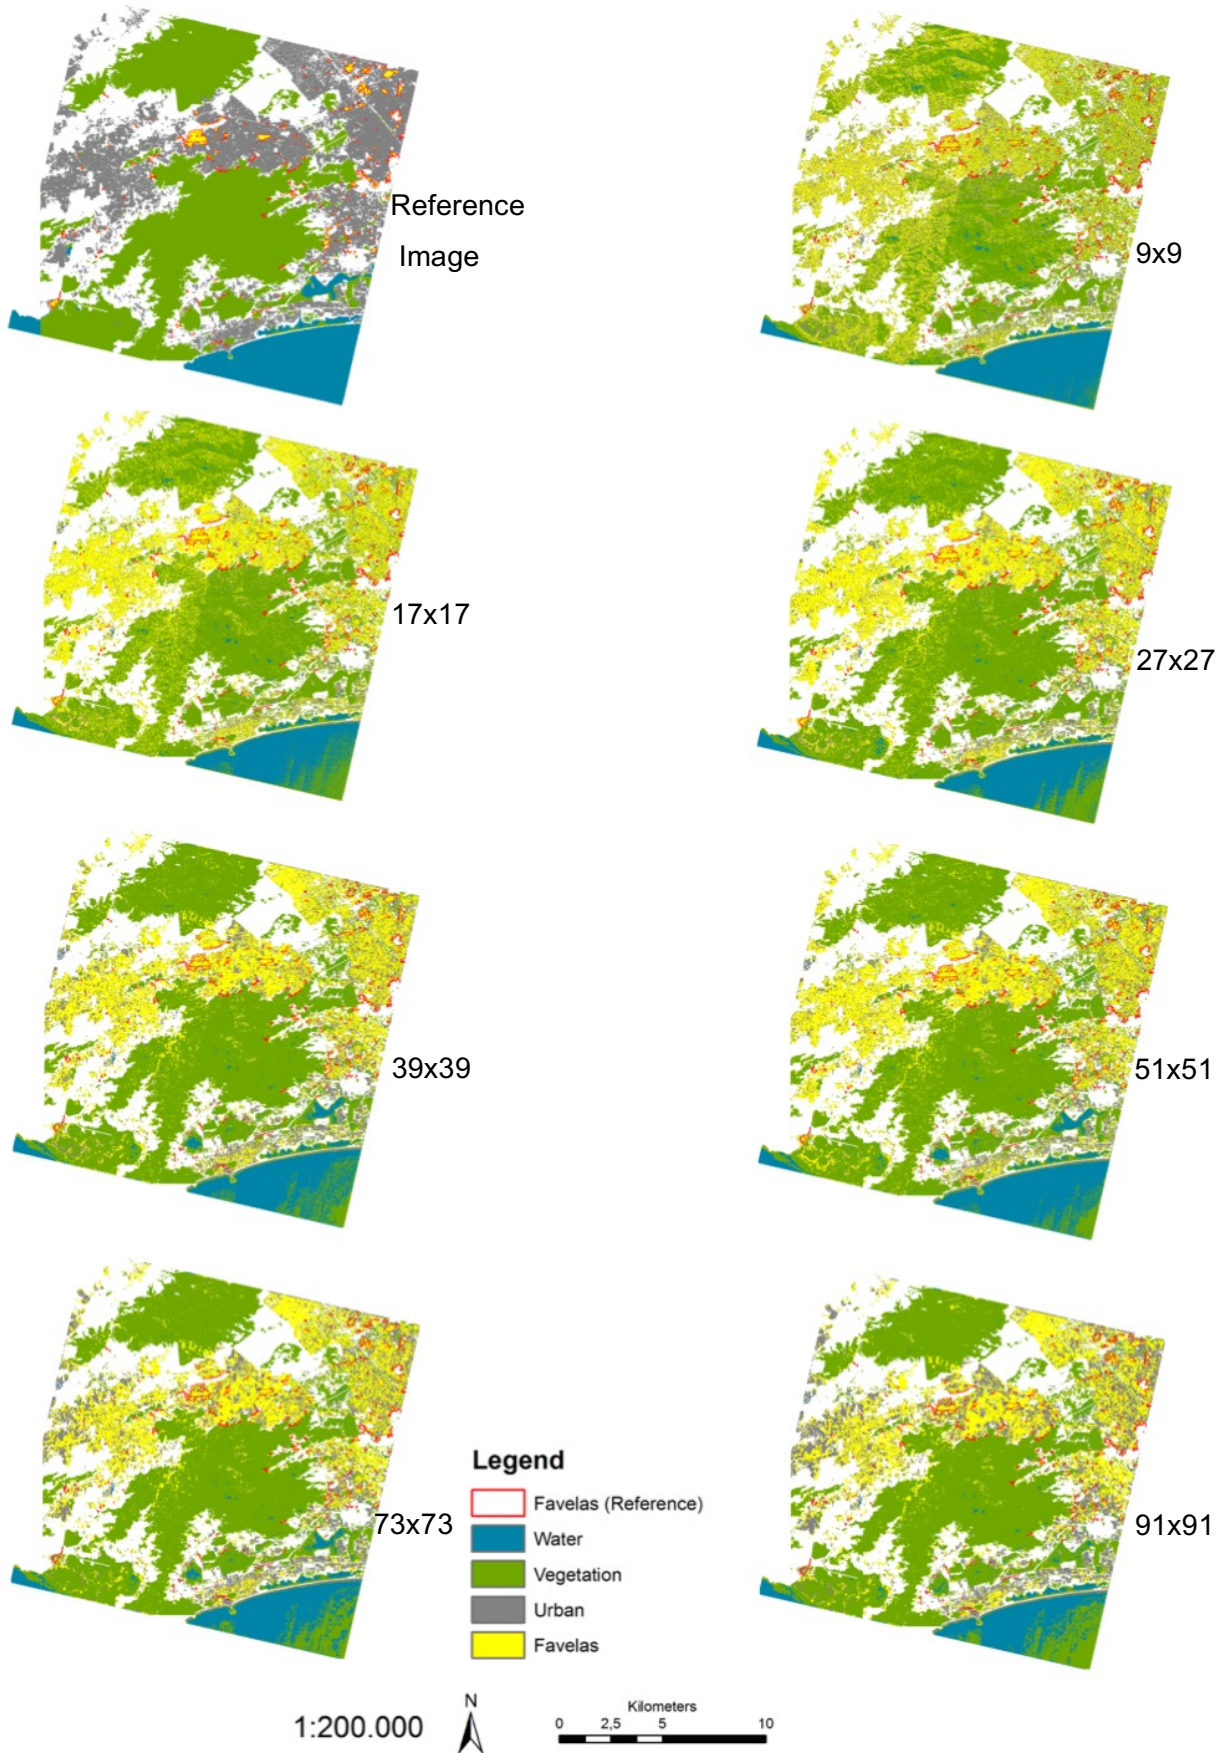 Reference
Image
9x9
17x17
27x27
39x39
51x51
Legend
Favelas (Reference)
Water
Vegetation
Urban
Favelas
73x73
91x91
1:200.000
N
Kilometers
0 2,5 5 10